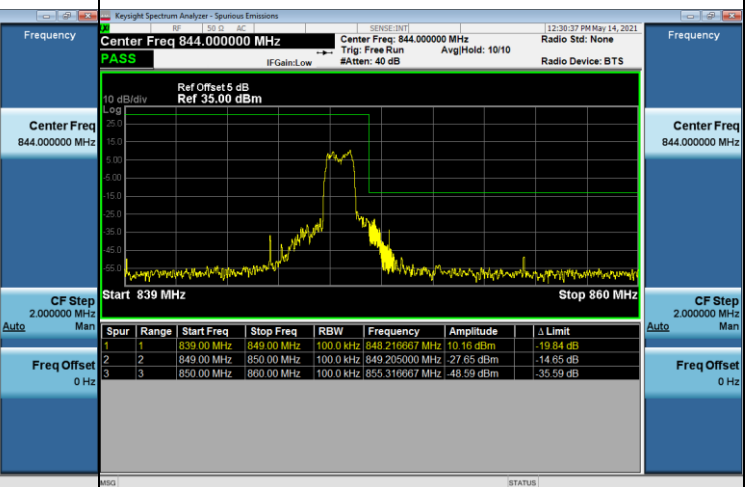 Keysight Spectrum Analyzer - Spurious Emissions
RF 50 Ω AC SENSE:INT 12:30:37 PM May 14, 2021
Center Freq 844.000000 MHz
Center Freq: 844.000000 MHz
Radio Std: None
Trig: Free Run Avg|Hold: 10/10
PASS
IFGain:Low #Atten: 40 dB Radio Device: BTS
Ref Offset 5 dB
10 dB/div Ref 35.00 dBm
Log
25.0
15.0
5.00
-5.00
-15.0
-25.0
-35.0
-45.0
-55.0
Start 839 MHz Stop 860 MHz
Spur Range Start Freq Stop Freq RBW Frequency Amplitude Δ Limit
1 1 839.00 MHz 849.00 MHz 100.0 kHz 848.216667 MHz 10.16 dBm -19.84 dB
2 2 849.00 MHz 850.00 MHz 100.0 kHz 849.205000 MHz -27.65 dBm -14.65 dB
3 3 850.00 MHz 860.00 MHz 100.0 kHz 855.316667 MHz -48.59 dBm -35.59 dB
MSG STATUS
Frequency
Center Freq
844.000000 MHz
CF Step
2.000000 MHz
Auto Man
Freq Offset
0 Hz
Frequency
Center Freq
844.000000 MHz
CF Step
2.000000 MHz
Auto Man
Freq Offset
0 Hz